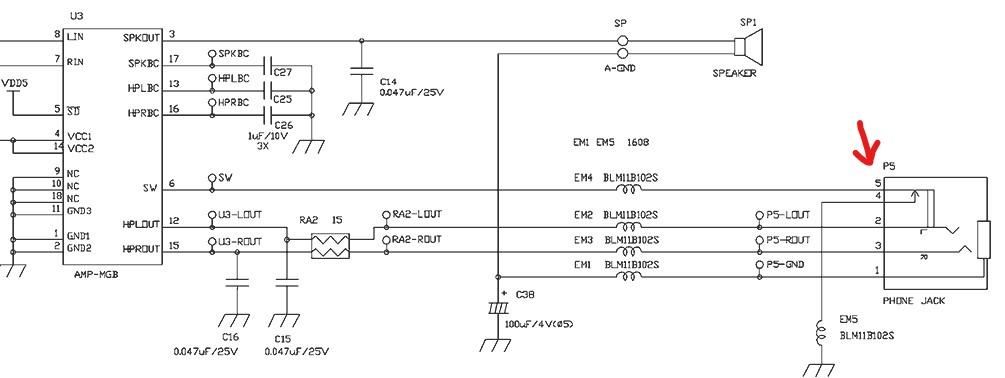 U3
8 LIN SPKOUT 3
7 RIN SPKBC 17 SPKBC
C27
VDD5
HPLBC 13 HPLBC
C25
5 SD HPRBC 16 HPRBC
C26
1uF/10V
3X
4 VCC1
14 VCC2
9 NC
10 NC
18 NC
11 GND3
1 GND1
2 GND2
SW 6 SW
HPLOUT 12 U3-LOUT
HPROUT 15 U3-ROUT
AMP-MGB
C14
0.047uF/25V
SP
A-GND
SP1
SPEAKER
RA2 15
RA2-LOUT
RA2-ROUT
C16
0.047uF/25V
C15
0.047uF/25V
EM1 EM5 1608
EM4 BLM11B102S
EM2 BLM11B102S
EM3 BLM11B102S
EM1 BLM11B102S
+ C38
100uF/4V(Ø5)
P5-LOUT
P5-ROUT
P5-GND
P5
5
4
2
3
1
L
R
PHONE JACK
EM5
BLM11B102S